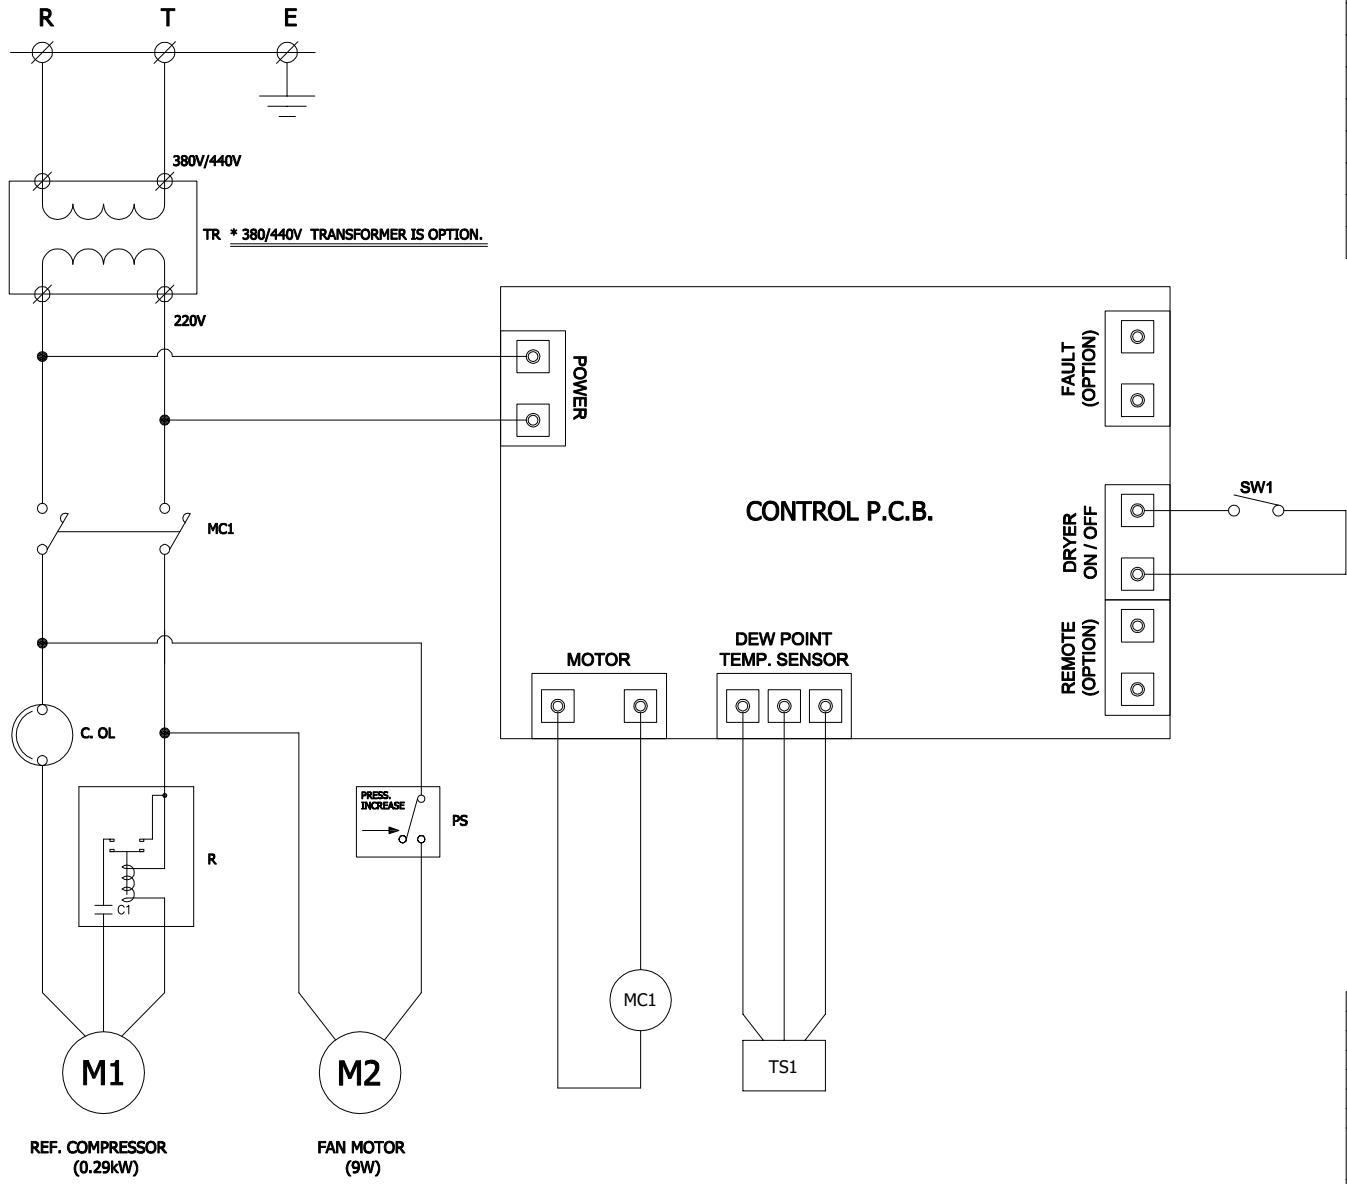 R T E
380V/440V
TR * 380/440V TRANSFORMER IS OPTION.
220V
POWER
FAULT
(OPTION)
CONTROL P.C.B.
SW1
DRYER
ON / OFF
MC1
REMOTE
(OPTION)
MOTOR
DEW POINT
TEMP. SENSOR
C. OL
PRESS.
INCREASE
PS
R
C1
MC1
TS1
M1
M2
REF. COMPRESSOR
(0.29kW)
FAN MOTOR
(9W)